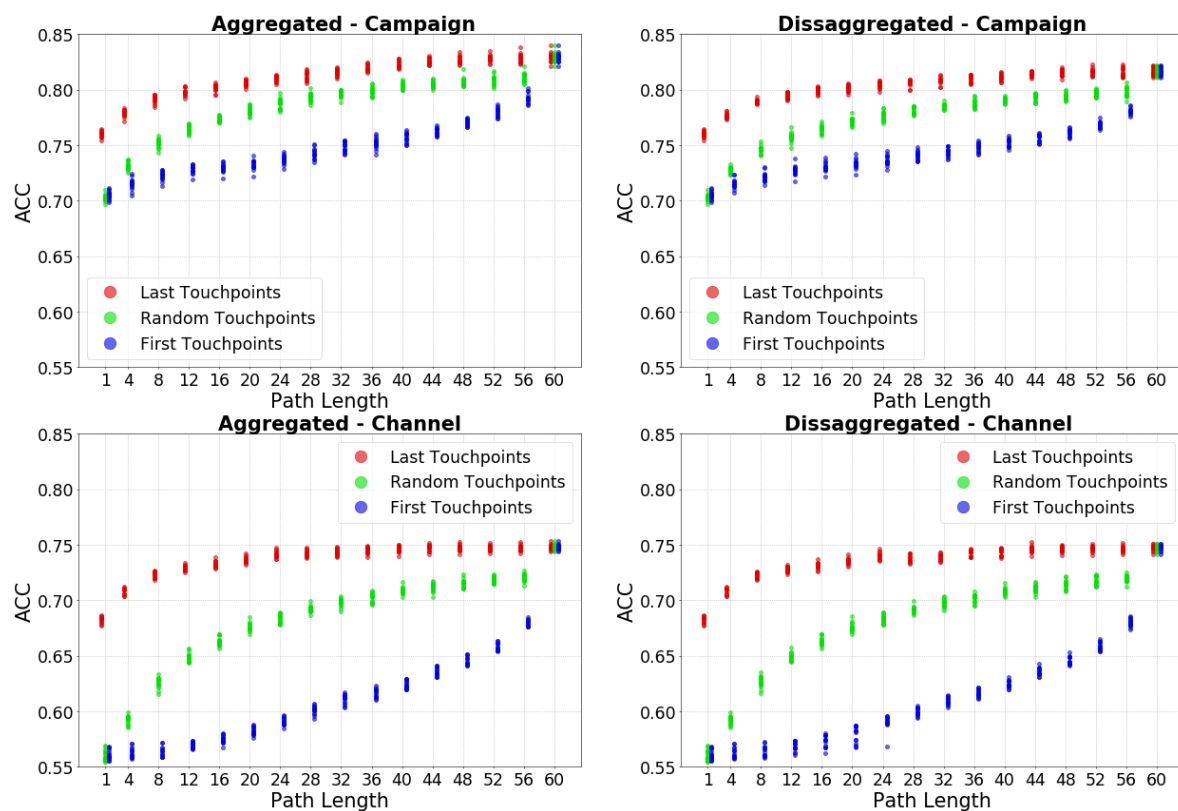 Aggregated - Campaign
0.85
0.80
0.75
0.70
0.65
0.60
0.55
ACC
Last Touchpoints
Random Touchpoints
First Touchpoints
1 4 8 12 16 20 24 28 32 36 40 44 48 52 56 60
Path Length
Dissaggregated - Campaign
0.85
0.80
0.75
0.70
0.65
0.60
0.55
ACC
Last Touchpoints
Random Touchpoints
First Touchpoints
1 4 8 12 16 20 24 28 32 36 40 44 48 52 56 60
Path Length
Aggregated - Channel
0.85
0.80
0.75
0.70
0.65
0.60
0.55
ACC
Last Touchpoints
Random Touchpoints
First Touchpoints
1 4 8 12 16 20 24 28 32 36 40 44 48 52 56 60
Path Length
Dissaggregated - Channel
0.85
0.80
0.75
0.70
0.65
0.60
0.55
ACC
Last Touchpoints
Random Touchpoints
First Touchpoints
1 4 8 12 16 20 24 28 32 36 40 44 48 52 56 60
Path Length